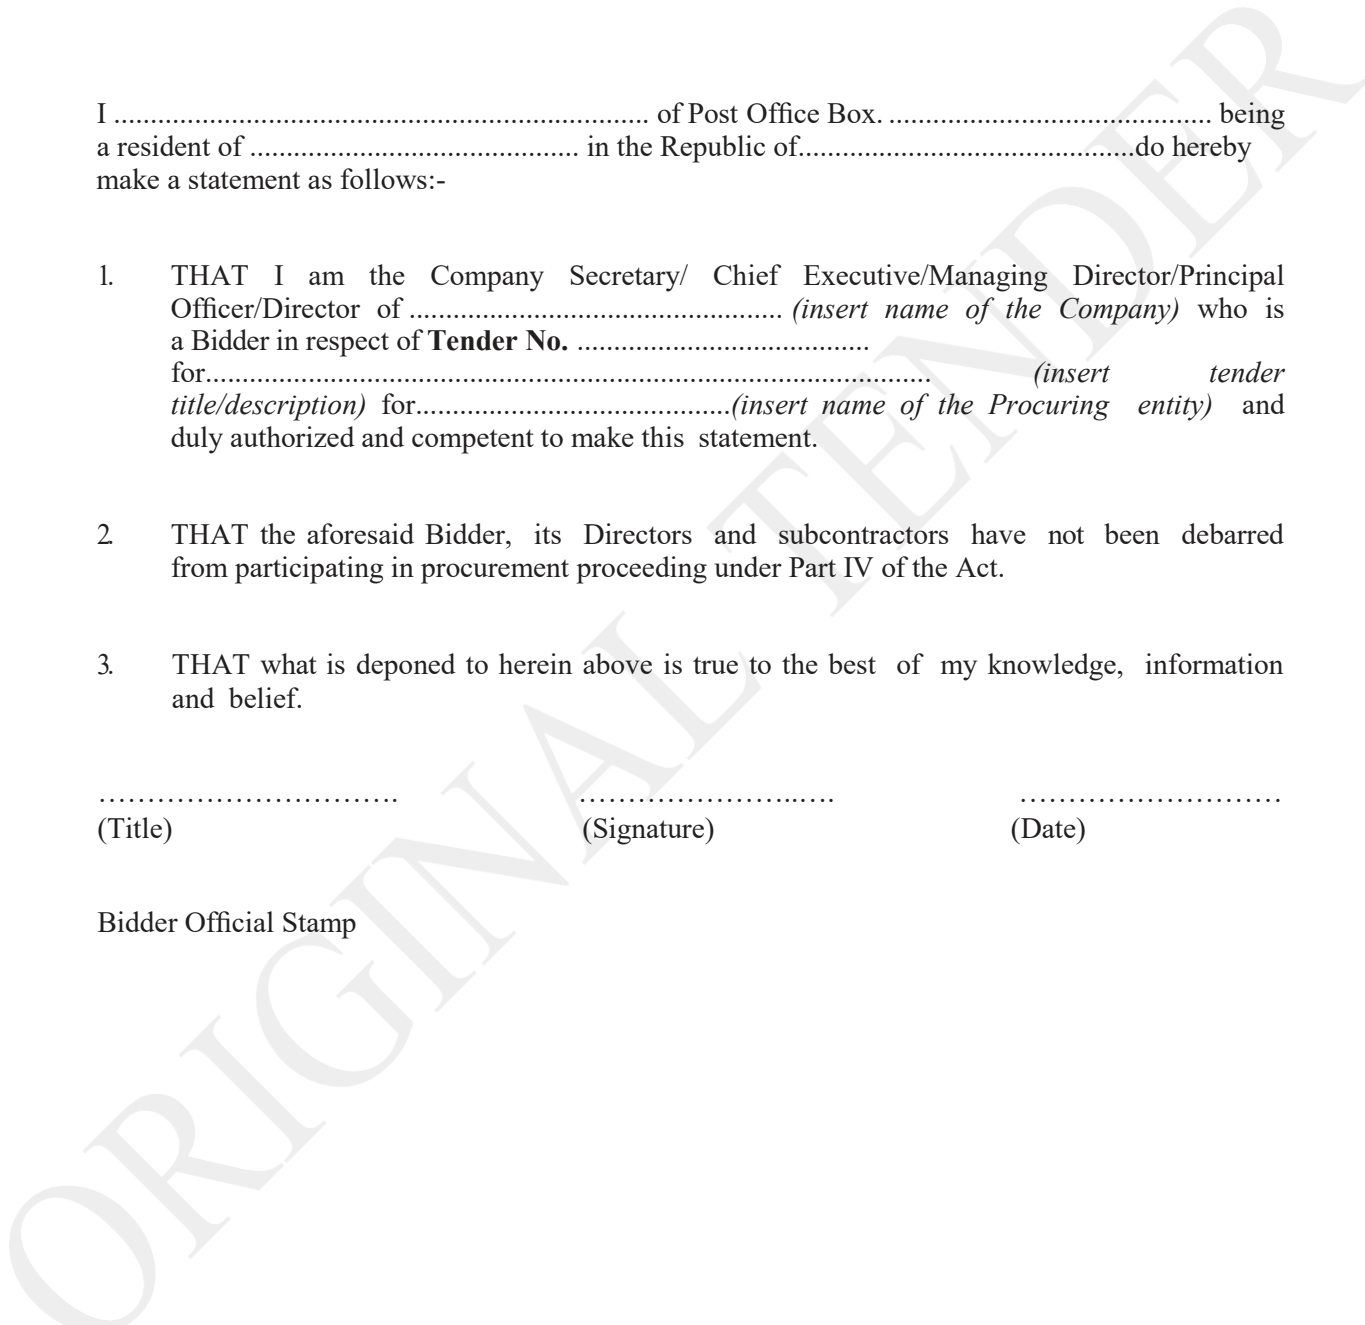 I ......................................................................... of Post Office Box. ............................................ being
a resident of ............................................. in the Republic of..............................................do hereby
make a statement as follows:-
1. THAT I am the Company Secretary/ Chief Executive/Managing Director/Principal
Officer/Director of ................................................... (insert name of the Company) who is
a Bidder in respect of Tender No. ........................................
for................................................................................................... (insert tender
title/description) for...........................................(insert name of the Procuring entity) and
duly authorized and competent to make this statement.
2. THAT the aforesaid Bidder, its Directors and subcontractors have not been debarred
from participating in procurement proceeding under Part IV of the Act.
3. THAT what is deponed to herein above is true to the best of my knowledge, information
and belief.
…………………………. …………………..…. ………………………
(Title) (Signature) (Date)
Bidder Official Stamp
ORIGINAL TENDER